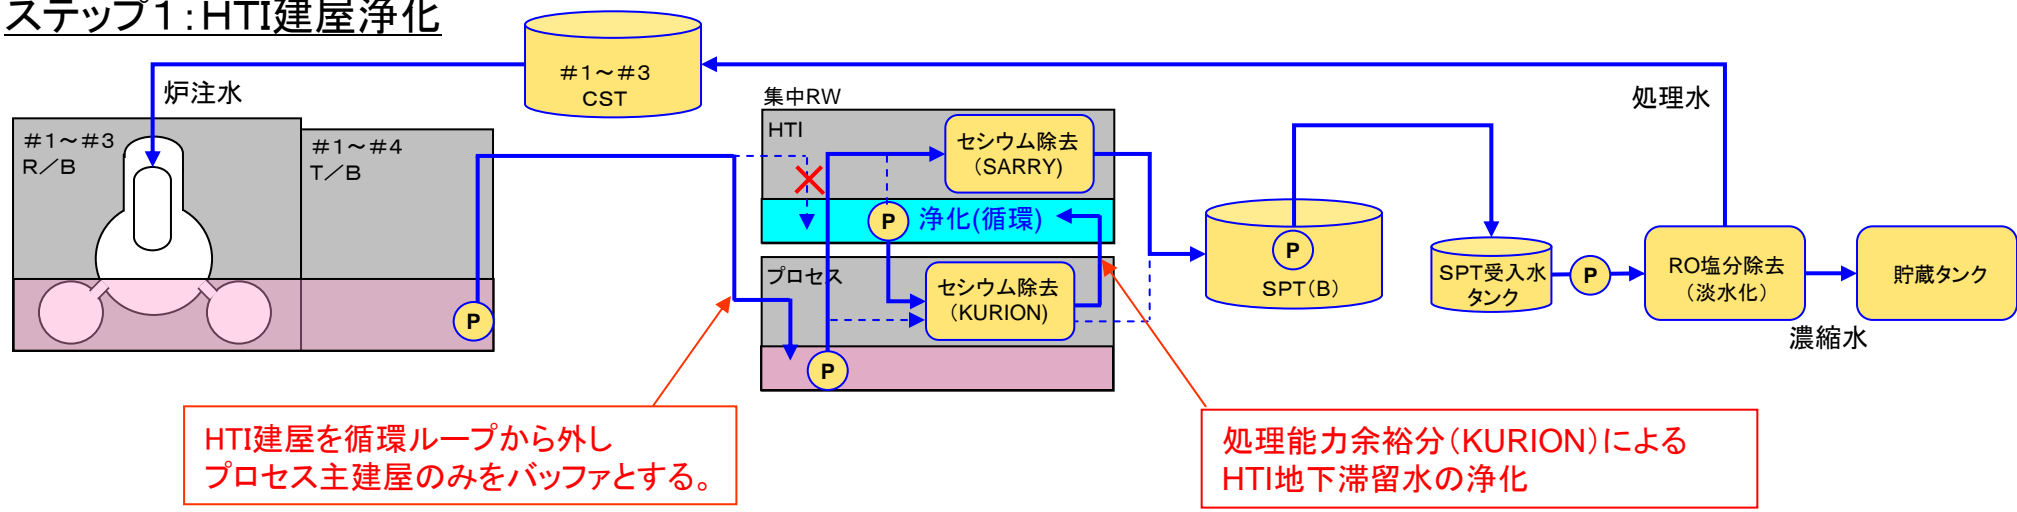 ステップ1:HTI建屋浄化
#1~#3
CST
炉注水
集中RW
処理水
#1~#3
R/B
#1~#4
T/B
HTI
セシウム除去
(SARRY)
P
浄化(循環)
P
SPT(B)
SPT受入水
タンク
P
RO塩分除去
(淡水化)
貯蔵タンク
濃縮水
プロセス
セシウム除去
(KURION)
P
P
HTI建屋を循環ループから外し
プロセス主建屋のみをバッファとする。
処理能力余裕分(KURION)による
HTI地下滞留水の浄化